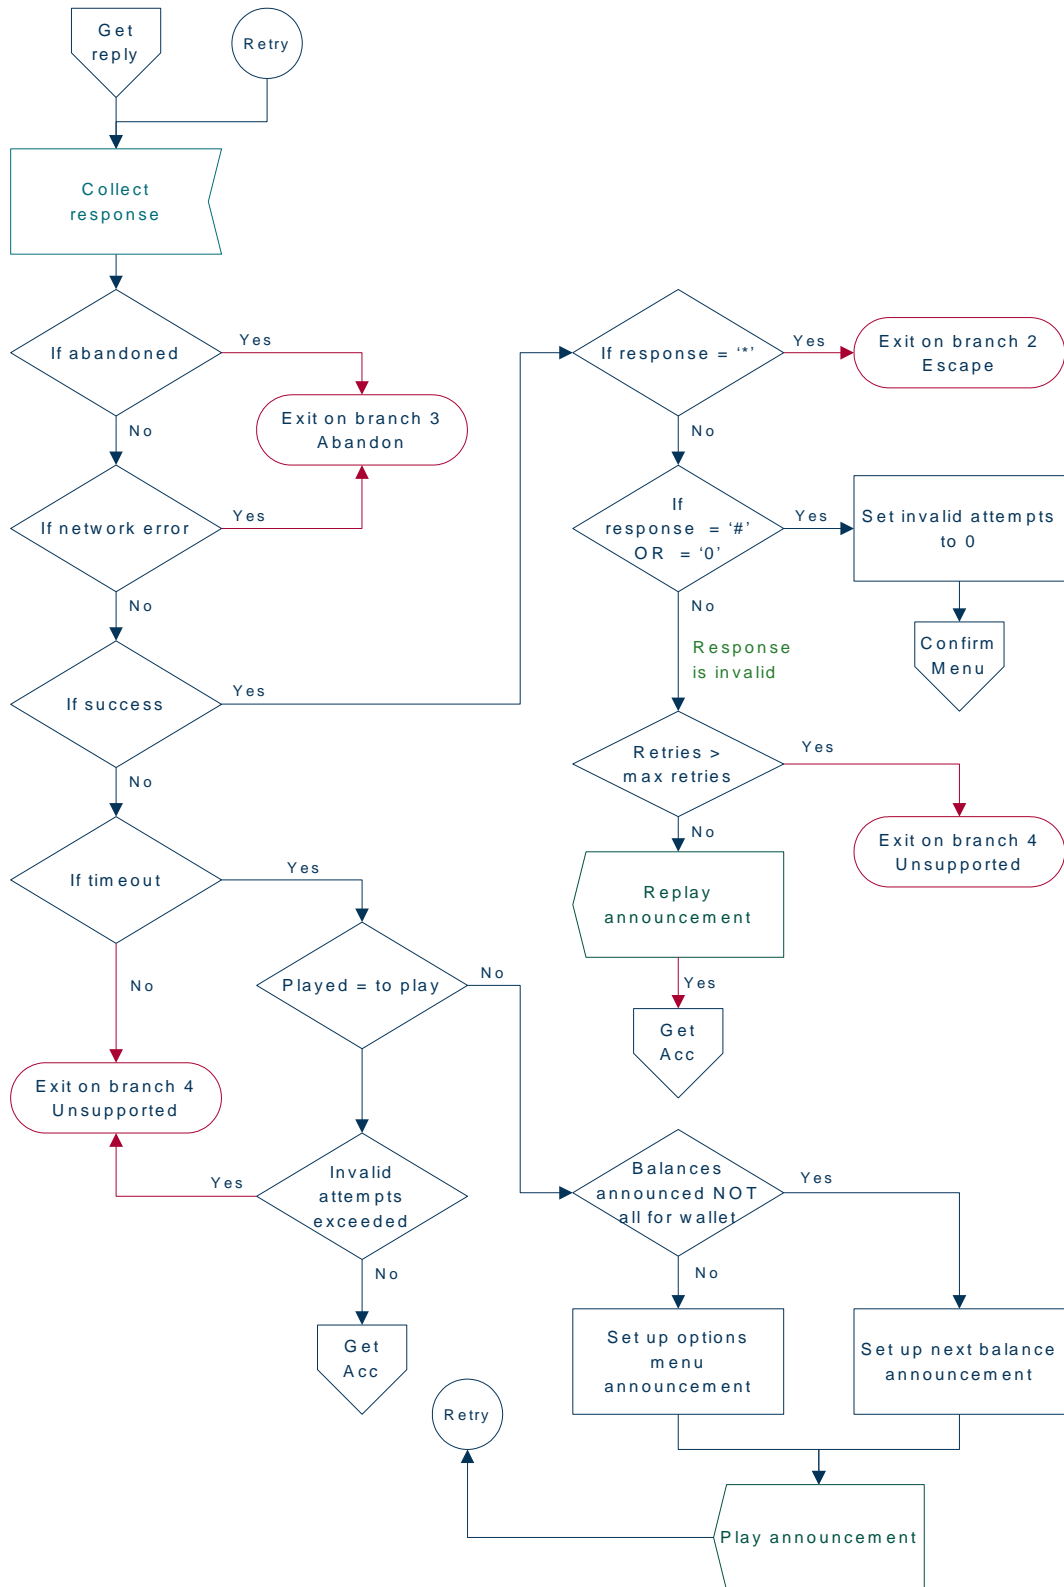 Get
reply
Retry
Collect
response
If abandoned
Yes
No
Exit on branch 3
Abandon
If network error
Yes
No
If success
Yes
No
If timeout
Yes
No
Played = to play
No
Exit on branch 4
Unsupported
Yes
Invalid
attempts
exceeded
No
Get
Acc
If response = ‘*’
Yes
No
Exit on branch 2
Escape
If
response = ‘#’
OR = ‘0’
Yes
No
Set invalid attempts
to 0
Confirm
Menu
Response
is invalid
Retries >
max retries
Yes
No
Exit on branch 4
Unsupported
Replay
announcement
Yes
Get
Acc
Balances
announced NOT
all for wallet
Yes
No
Set up options
menu
announcement
Set up next balance
announcement
Retry
Play announcement